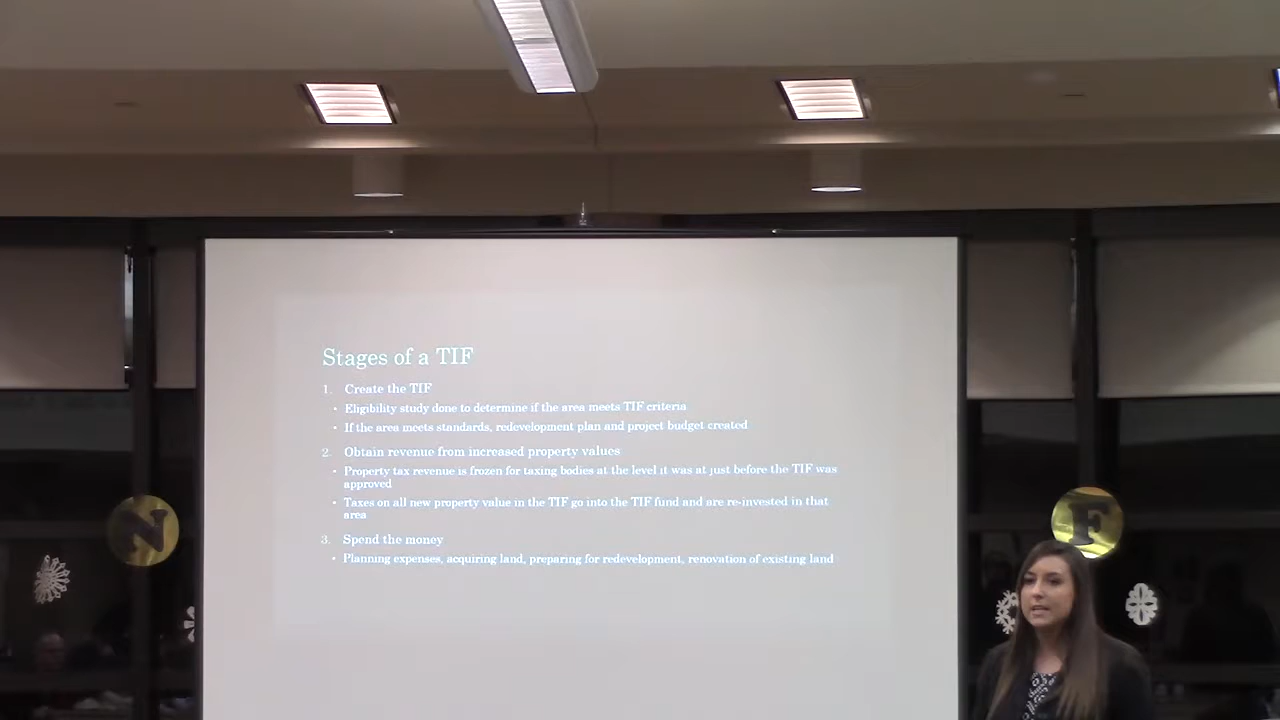 Stages of a TIF
1. Create the TIF
• Eligibility study done to determine if the area meets TIF criteria
• If the area meets standards, redevelopment plan and project budget created
2. Obtain revenue from increased property values
• Property tax revenue is frozen for taxing bodies at the level it was at just before the TIF was
approved
• Taxes on all new property value in the TIF go into the TIF fund and are re-invested in that
area
3. Spend the money
• Planning expenses, acquiring land, preparing for redevelopment, renovation of existing land
N
F